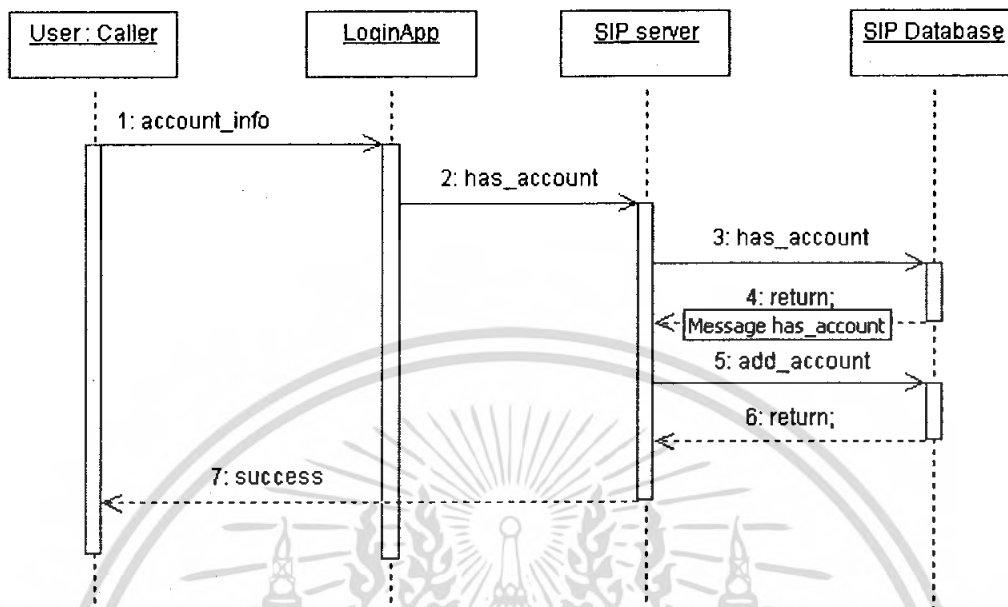 User : Caller
LoginApp
SIP server
SIP Database
1: account_info
2: has_account
3: has_account
4: return;
Message has_account
5: add_account
6: return;
7: success